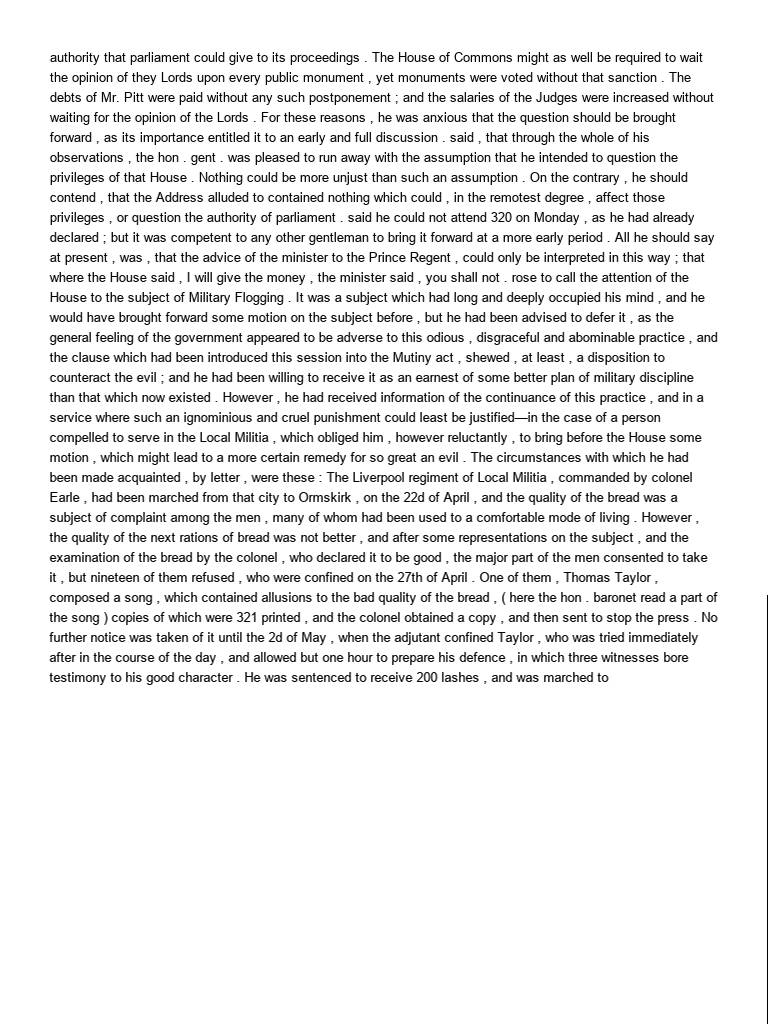 authority that parliament could give to its proceedings . The House of Commons might as well be required to wait
the opinion of they Lords upon every public monument , yet monuments were voted without that sanction . The
debts of Mr. Pitt were paid without any such postponement ; and the salaries of the Judges were increased without
waiting for the opinion of the Lords . For these reasons , he was anxious that the question should be brought
forward , as its importance entitled it to an early and full discussion . said , that through the whole of his
observations , the hon . gent . was pleased to run away with the assumption that he intended to question the
privileges of that House . Nothing could be more unjust than such an assumption . On the contrary , he should
contend , that the Address alluded to contained nothing which could , in the remotest degree , affect those
privileges , or question the authority of parliament . said he could not attend 320 on Monday , as he had already
declared ; but it was competent to any other gentleman to bring it forward at a more early period . All he should say
at present , was , that the advice of the minister to the Prince Regent , could only be interpreted in this way ; that
where the House said , I will give the money , the minister said , you shall not . rose to call the attention of the
House to the subject of Military Flogging . It was a subject which had long and deeply occupied his mind , and he
would have brought forward some motion on the subject before , but he had been advised to defer it , as the
general feeling of the government appeared to be adverse to this odious , disgraceful and abominable practice , and
the clause which had been introduced this session into the Mutiny act , shewed , at least , a disposition to
counteract the evil ; and he had been willing to receive it as an earnest of some better plan of military discipline
than that which now existed . However , he had received information of the continuance of this practice , and in a
service where such an ignominious and cruel punishment could least be justified—in the case of a person
compelled to serve in the Local Militia , which obliged him , however reluctantly , to bring before the House some
motion , which might lead to a more certain remedy for so great an evil . The circumstances with which he had
been made acquainted , by letter , were these : The Liverpool regiment of Local Militia , commanded by colonel
Earle , had been marched from that city to Ormskirk , on the 22d of April , and the quality of the bread was a
subject of complaint among the men , many of whom had been used to a comfortable mode of living . However ,
the quality of the next rations of bread was not better , and after some representations on the subject , and the
examination of the bread by the colonel , who declared it to be good , the major part of the men consented to take
it , but nineteen of them refused , who were confined on the 27th of April . One of them , Thomas Taylor ,
composed a song , which contained allusions to the bad quality of the bread , ( here the hon . baronet read a part of
the song ) copies of which were 321 printed , and the colonel obtained a copy , and then sent to stop the press . No
further notice was taken of it until the 2d of May , when the adjutant confined Taylor , who was tried immediately
after in the course of the day , and allowed but one hour to prepare his defence , in which three witnesses bore
testimony to his good character . He was sentenced to receive 200 lashes , and was marched to